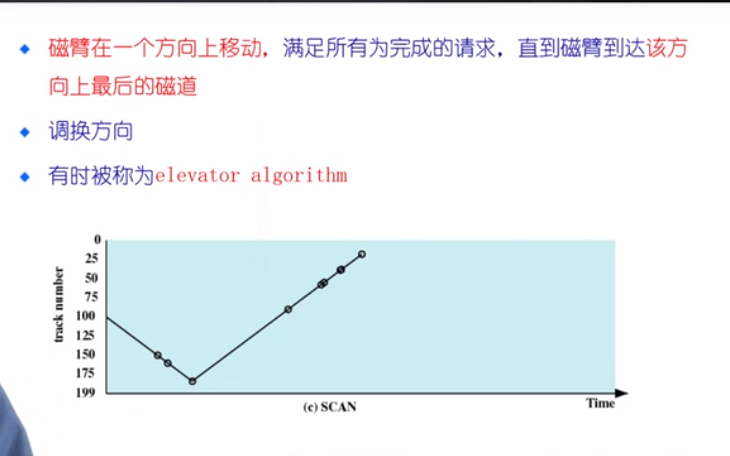 磁臂在一个方向上移动，满足所有为完成的请求，直到磁臂到达该方
向上最后的磁道
调换方向
有时被称为elevator algorithm
0
25
50
75
100
125
150
175
199
track number
(c) SCAN
Time